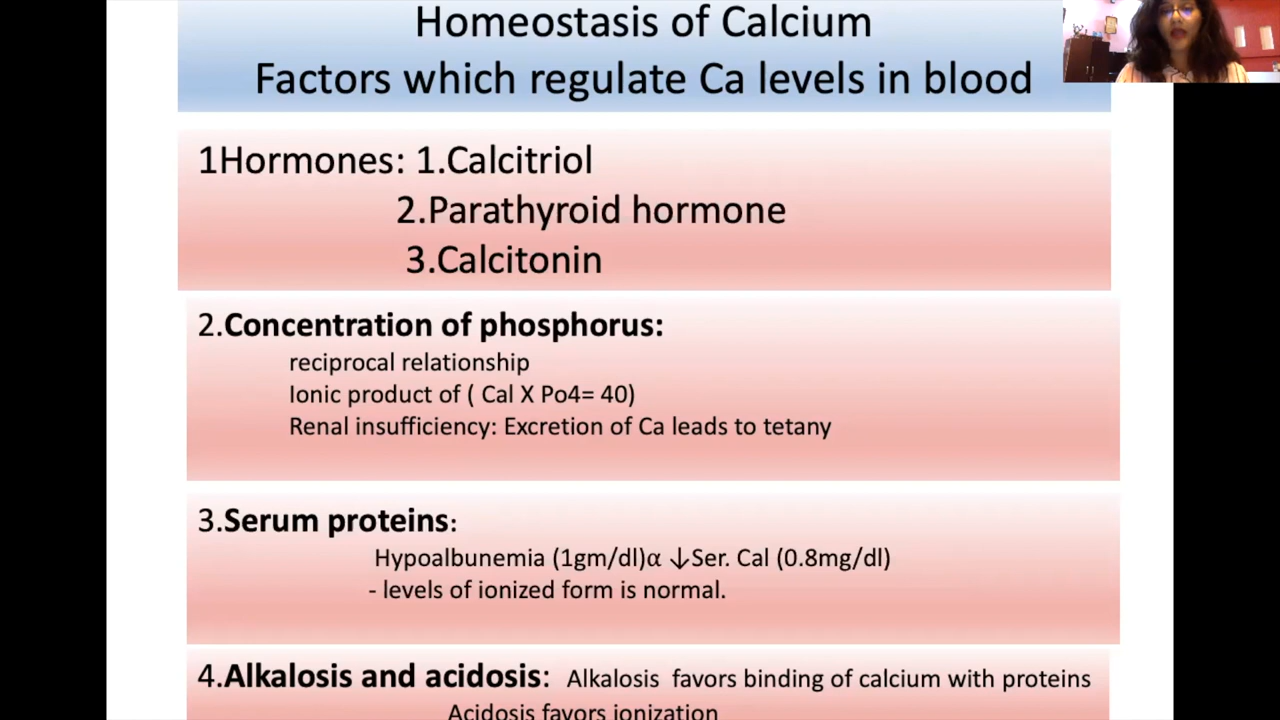 Homeostasis of Calcium
Factors which regulate Ca levels in blood
1Hormones: 1.Calcitriol
2.Parathyroid hormone
3.Calcitonin
2.Concentration of phosphorus:
reciprocal relationship
Ionic product of ( Cal X Po4= 40)
Renal insufficiency: Excretion of Ca leads to tetany
3.Serum proteins:
Hypoalbunemia (1gm/dl)α ↓Ser. Cal (0.8mg/dl)
- levels of ionized form is normal.
4.Alkalosis and acidosis: Alkalosis favors binding of calcium with proteins
Acidosis favors ionization